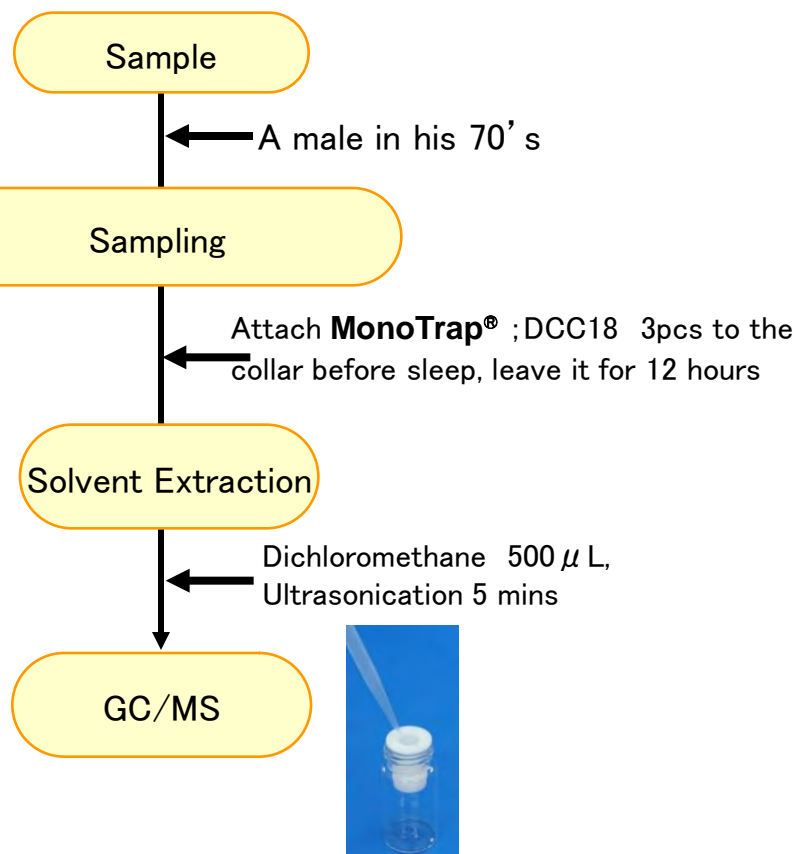 Sample
A male in his 70's
Sampling
Attach MonoTrap® ;DCC18 3pcs to the
collar before sleep, leave it for 12 hours
Solvent Extraction
Dichloromethane 500μL,
Ultrasonication 5 mins
GC/MS